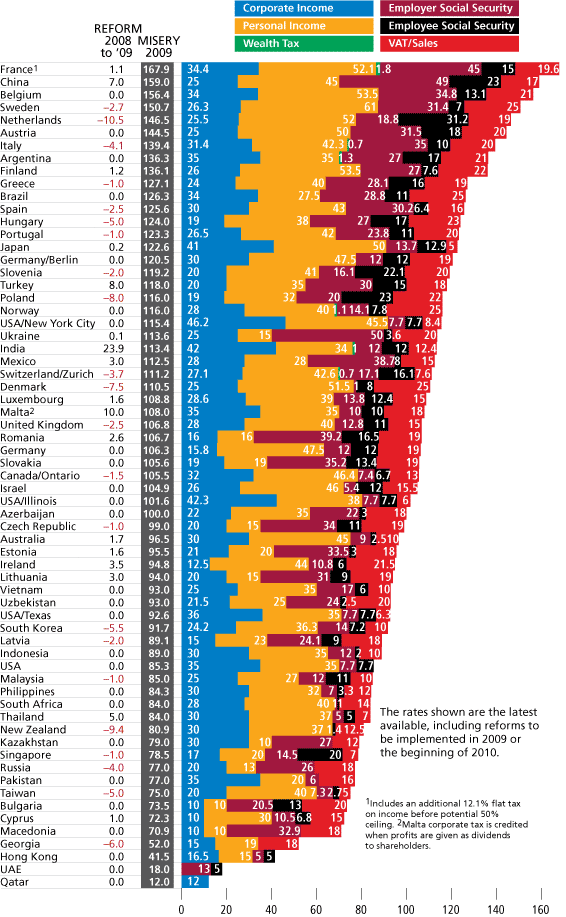 Corporate Income Employer Social Security
Personal Income Employee Social Security
Wealth Tax VAT/Sales
REFORM 2008 to '09 MISERY 2009
France1 1.1 167.9 34.4 52.1 1.8 45 15 19.6
China 7.0 159.0 25 45 49 23 17
Belgium 0.0 156.4 34 53.5 34.8 13.1 21
Sweden −2.7 150.7 26.3 61 31.4 7 25
Netherlands −10.5 146.5 25.5 52 18.8 31.2 19
Austria 0.0 144.5 25 50 31.5 18 20
Italy −4.1 139.4 31.4 42.3 0.7 35 10 20
Argentina 0.0 136.3 35 35 1.3 27 17 21
Finland 1.2 136.1 26 53.5 27 7.6 22
Greece −1.0 127.1 24 40 28.1 16 19
Brazil 0.0 126.3 34 27.5 28.8 11 25
Spain −2.5 125.6 30 43 30.2 6.4 16
Hungary −5.0 124.0 19 38 27 17 23
Portugal −1.0 123.3 26.5 42 23.8 11 20
Japan 0.2 122.6 41 50 13.7 12.9 5
Germany/Berlin 0.0 120.5 30 47.5 12 12 19
Slovenia −2.0 119.2 20 41 16.1 22.1 20
Turkey 8.0 118.0 20 35 30 15 18
Poland −8.0 116.0 19 32 20 23 22
Norway 0.0 116.0 28 40 1.1 14.1 7.8 25
USA/New York City 0.0 115.4 46.2 45.5 7.7 7.7 8.4
Ukraine 0.1 113.6 25 15 50 3.6 20
India 23.9 113.4 42 34 1 12 12 12.4
Mexico 3.0 112.5 28 28 38.7 8 15
Switzerland/Zurich −3.7 111.2 27.1 42.6 0.7 17.1 16.1 7.6
Denmark −7.5 110.5 25 51.5 1 8 25
Luxembourg 1.6 108.8 28.6 39 13.8 12.4 15
Malta2 10.0 108.0 35 35 10 10 18
United Kingdom −2.5 106.8 28 40 12.8 11 15
Romania 2.6 106.7 16 16 39.2 16.5 19
Germany 0.0 106.3 15.8 47.5 12 12 19
Slovakia 0.0 105.6 19 19 35.2 13.4 19
Canada/Ontario −1.5 105.5 32 46.4 7.4 6.7 13
Israel 0.0 104.9 26 46 5.4 12 15.5
USA/Illinois 0.0 101.6 42.3 38 7.7 7.7 6
Azerbaijan 0.0 100.0 22 35 22 3 18
Czech Republic −1.0 99.0 20 15 34 11 19
Australia 1.7 96.5 30 45 9 2.5 10
Estonia 1.6 95.5 21 20 33.5 3 18
Ireland 3.5 94.8 12.5 44 10.8 6 21.5
Lithuania 3.0 94.0 20 15 31 9 19
Vietnam 0.0 93.0 25 35 17 6 10
Uzbekistan 0.0 93.0 21.5 25 24 2.5 20
USA/Texas 0.0 92.6 36 35 7.7 7.7 6.3
South Korea −5.5 91.7 24.2 36.3 14 7.2 10
Latvia −2.0 89.1 15 23 24.1 9 18
Indonesia 0.0 89.0 30 35 12 2 10
USA 0.0 85.3 35 35 7.7 7.7
Malaysia −1.0 85.0 25 27 12 11 10
Philippines 0.0 84.3 30 32 7 3.3 12
South Africa 0.0 84.0 28 40 1 1 14
Thailand 5.0 84.0 30 37 5 5 7
New Zealand −9.4 80.9 30 37 1.4 12.5
Kazakhstan 0.0 79.0 30 10 27 12
Singapore −1.0 78.5 17 20 14.5 20 7
Russia −4.0 77.0 20 13 26 18
Pakistan 0.0 77.0 35 20 6 16
Taiwan −5.0 75.0 20 40 7.3 2.7 5
Bulgaria 0.0 73.5 10 10 20.5 13 20
Cyprus 1.0 72.3 10 30 10.5 6.8 15
Macedonia 0.0 70.9 10 10 32.9 18
Georgia −6.0 52.0 15 19 18
Hong Kong 0.0 41.5 16.5 15 5 5
UAE 0.0 18.0 13 5
Qatar 0.0 12.0 12
0 20 40 60 80 100 120 140 160
The rates shown are the latest
available, including reforms to
be implemented in 2009 or
the beginning of 2010.
1Includes an additional 12.1% flat tax
on income before potential 50%
ceiling. 2Malta corporate tax is credited
when profits are given as dividends
to shareholders.